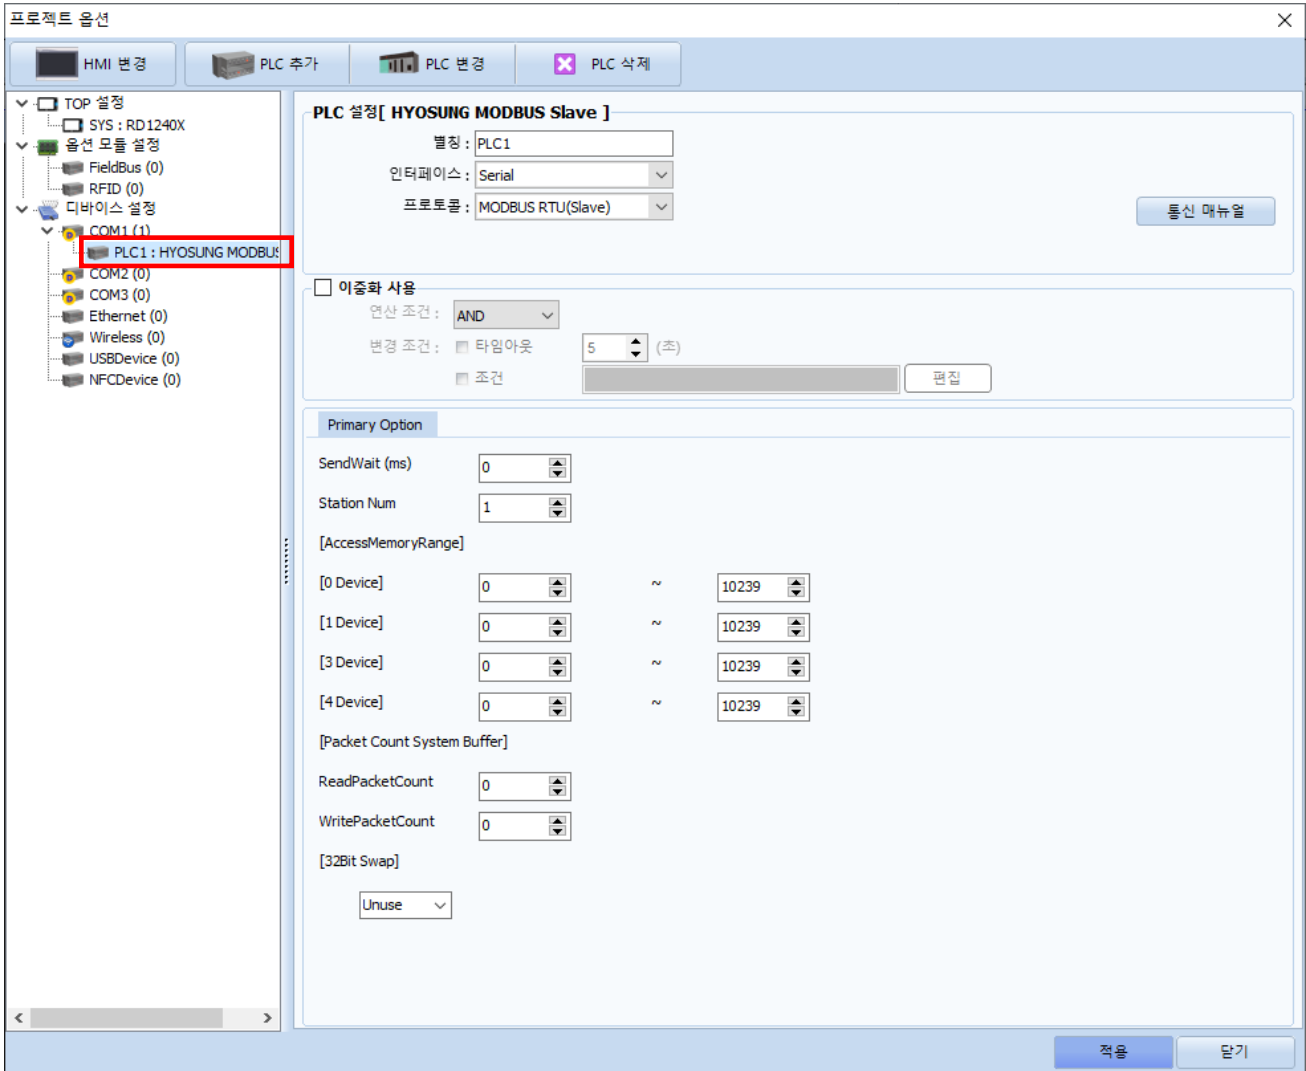 프로젝트 옵션
HMI 변경
PLC 추가
PLC 변경
PLC 삭제
TOP 설정
SYS : RD1240X
옵션 모듈 설정
FieldBus (0)
RFID (0)
디바이스 설정
COM1 (1)
PLC1 : HYOSUNG MODBUS
COM2 (0)
COM3 (0)
Ethernet (0)
Wireless (0)
USBDevice (0)
NFCDevice (0)
PLC 설정[ HYOSUNG MODBUS Slave ]
별칭 : PLC1
인터페이스 : Serial
프로토콜 : MODBUS RTU(Slave)
통신 매뉴얼
이중화 사용
연산 조건 : AND
변경 조건 : 타임아웃 5 (초)
조건 편집
Primary Option
SendWait (ms) 0
Station Num 1
[AccessMemoryRange]
[0 Device] 0 ~ 10239
[1 Device] 0 ~ 10239
[3 Device] 0 ~ 10239
[4 Device] 0 ~ 10239
[Packet Count System Buffer]
ReadPacketCount 0
WritePacketCount 0
[32Bit Swap]
Unuse
적용
닫기